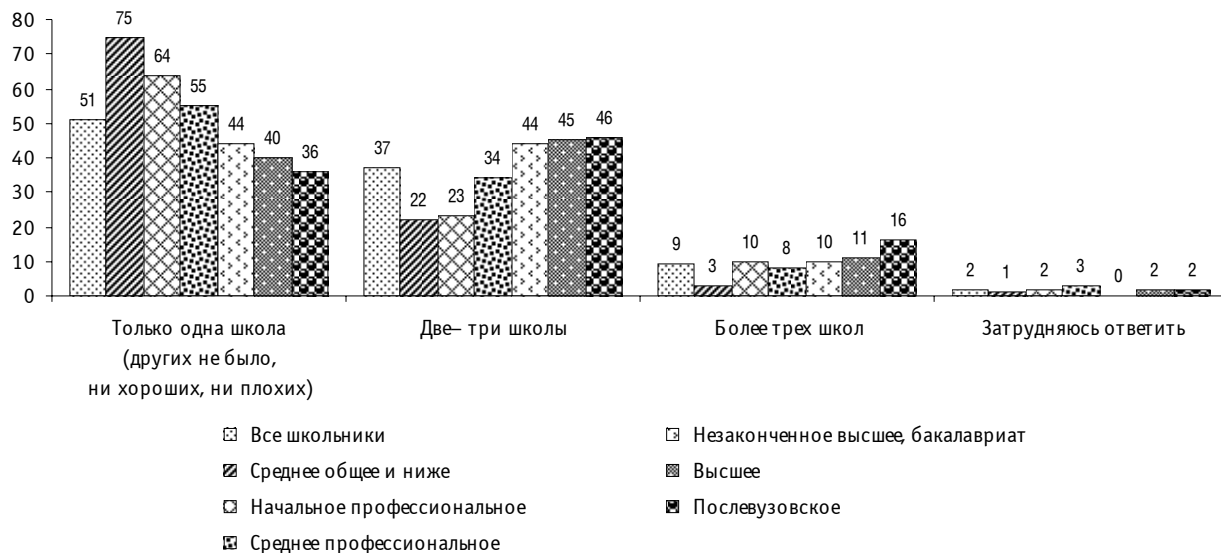 80
70
60
50
40
30
20
10
0
51 75 64 55 44 40 36
37 22 23 34 44 45 46
9 3 10 8 10 11 16
2 1 2 3 0 2 2
Только одна школа
(других не было,
ни хороших, ни плохих)
Две– три школы
Более трех школ
Затрудняюсь ответить
Все школьники
Среднее общее и ниже
Начальное профессиональное
Среднее профессиональное
Незаконченное высшее, бакалавриат
Высшее
Послевузовское